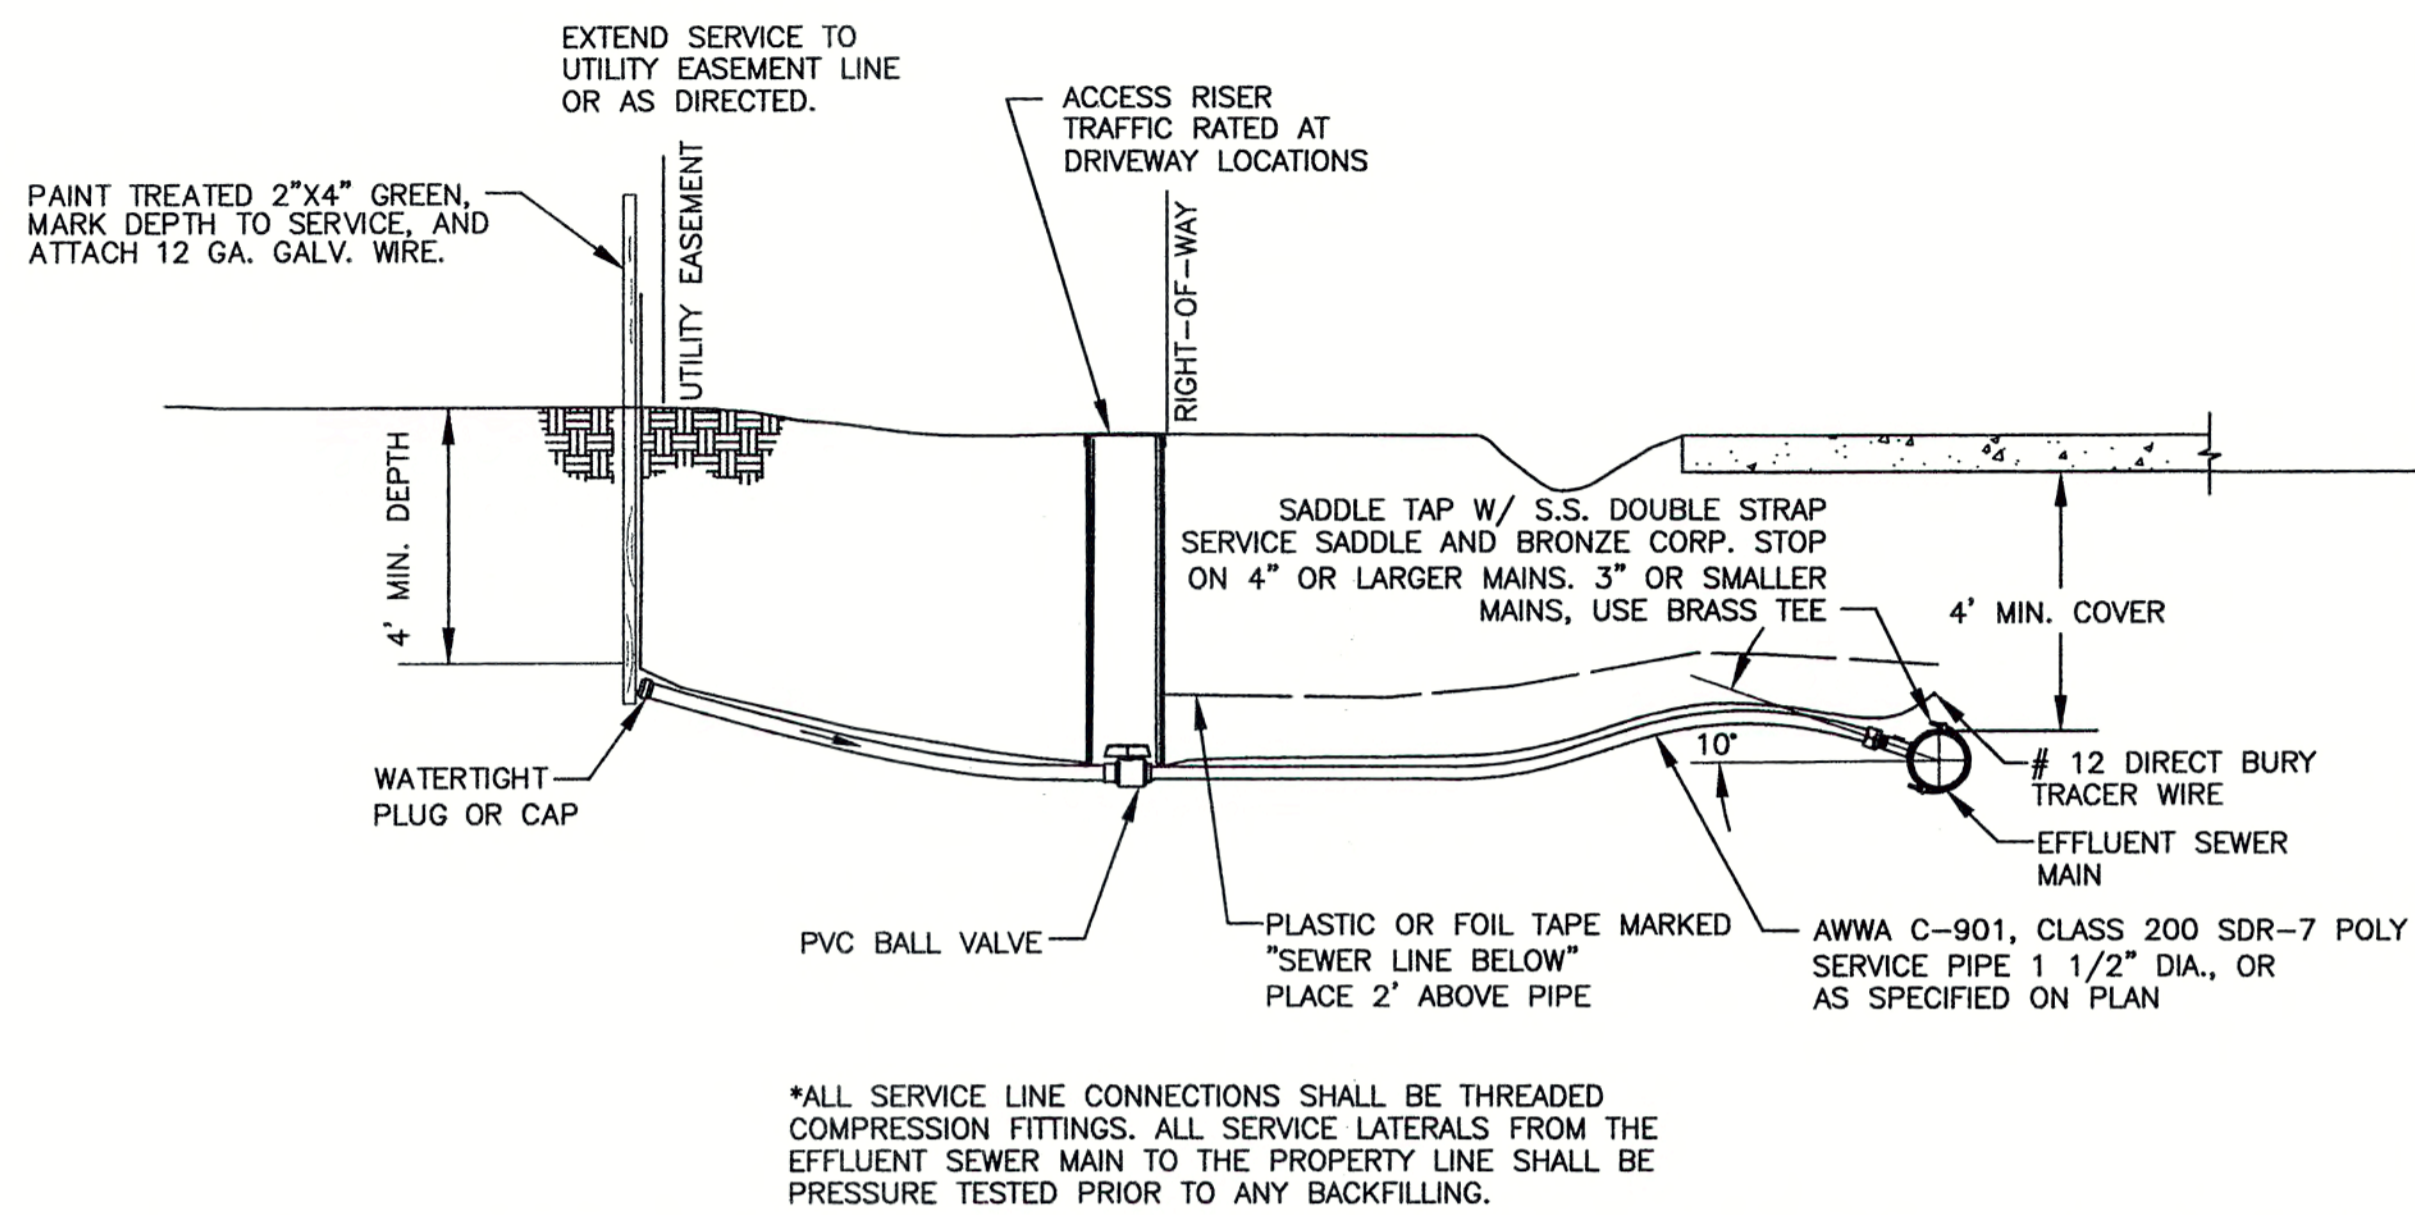 EXTEND SERVICE TO
UTILITY EASEMENT LINE
OR AS DIRECTED.
ACCESS RISER
TRAFFIC RATED AT
DRIVEWAY LOCATIONS
PAINT TREATED 2"X4" GREEN,
MARK DEPTH TO SERVICE, AND
ATTACH 12 GA. GALV. WIRE.
UTILITY EASEMENT
RIGHT-OF-WAY
4' MIN. DEPTH
SADDLE TAP W/ S.S. DOUBLE STRAP
SERVICE SADDLE AND BRONZE CORP. STOP
ON 4" OR LARGER MAINS. 3" OR SMALLER
MAINS, USE BRASS TEE
4' MIN. COVER
10°
WATERTIGHT
PLUG OR CAP
# 12 DIRECT BURY
TRACER WIRE
EFFLUENT SEWER
MAIN
PVC BALL VALVE
PLASTIC OR FOIL TAPE MARKED
"SEWER LINE BELOW"
PLACE 2' ABOVE PIPE
AWWA C-901, CLASS 200 SDR-7 POLY
SERVICE PIPE 1 1/2" DIA., OR
AS SPECIFIED ON PLAN
*ALL SERVICE LINE CONNECTIONS SHALL BE THREADED
COMPRESSION FITTINGS. ALL SERVICE LATERALS FROM THE
EFFLUENT SEWER MAIN TO THE PROPERTY LINE SHALL BE
PRESSURE TESTED PRIOR TO ANY BACKFILLING.